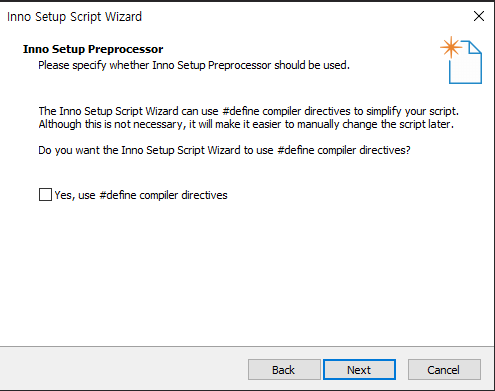 Inno Setup Script Wizard
Inno Setup Preprocessor
Please specify whether Inno Setup Preprocessor should be used.
The Inno Setup Script Wizard can use #define compiler directives to simplify your script.
Although this is not necessary, it will make it easier to manually change the script later.
Do you want the Inno Setup Script Wizard to use #define compiler directives?
Yes, use #define compiler directives
Back
Next
Cancel